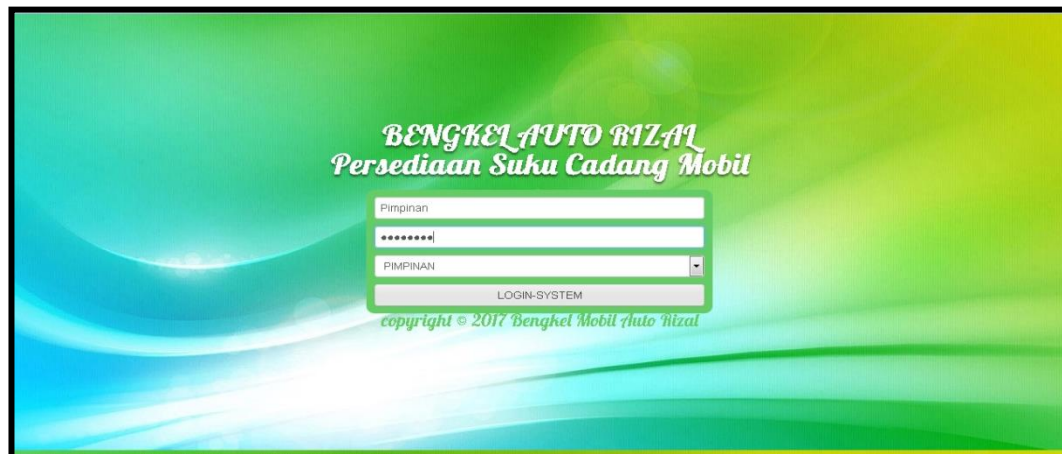 BENGKEL AUTO RIZAL
Persediaan Suku Cadang Mobil
Pimpinan
••••••••
PIMPINAN
LOGIN-SYSTEM
copyright © 2017 Bengkel Mobil Auto Rizal